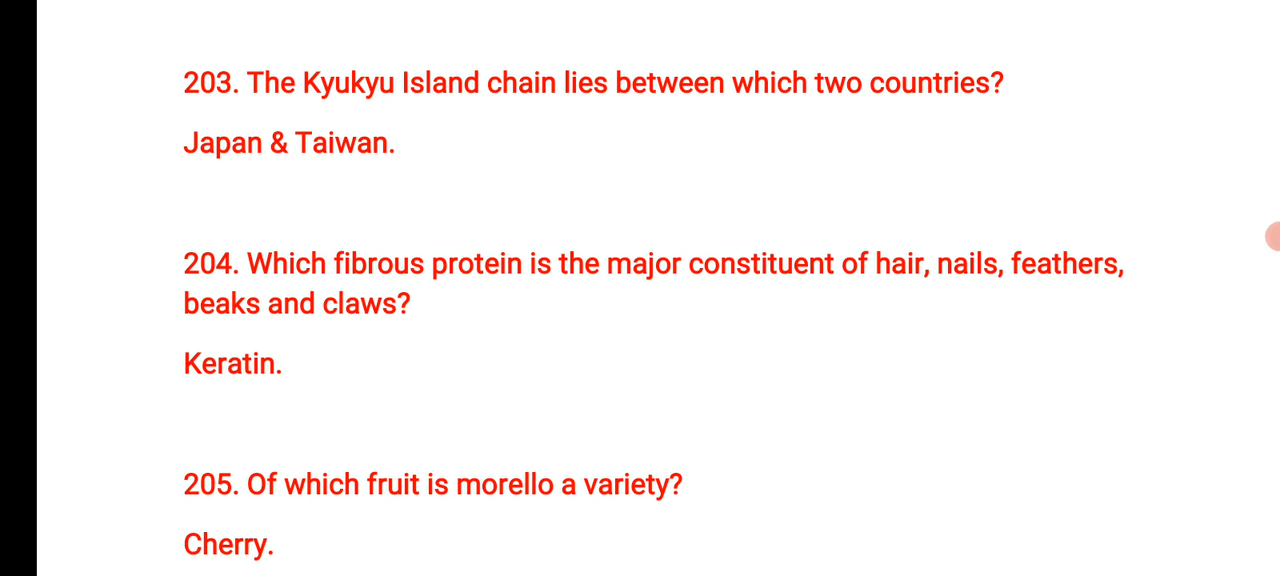 203. The Kyukyu Island chain lies between which two countries?
Japan & Taiwan.
204. Which fibrous protein is the major constituent of hair, nails, feathers,
beaks and claws?
Keratin.
205. Of which fruit is morello a variety?
Cherry.